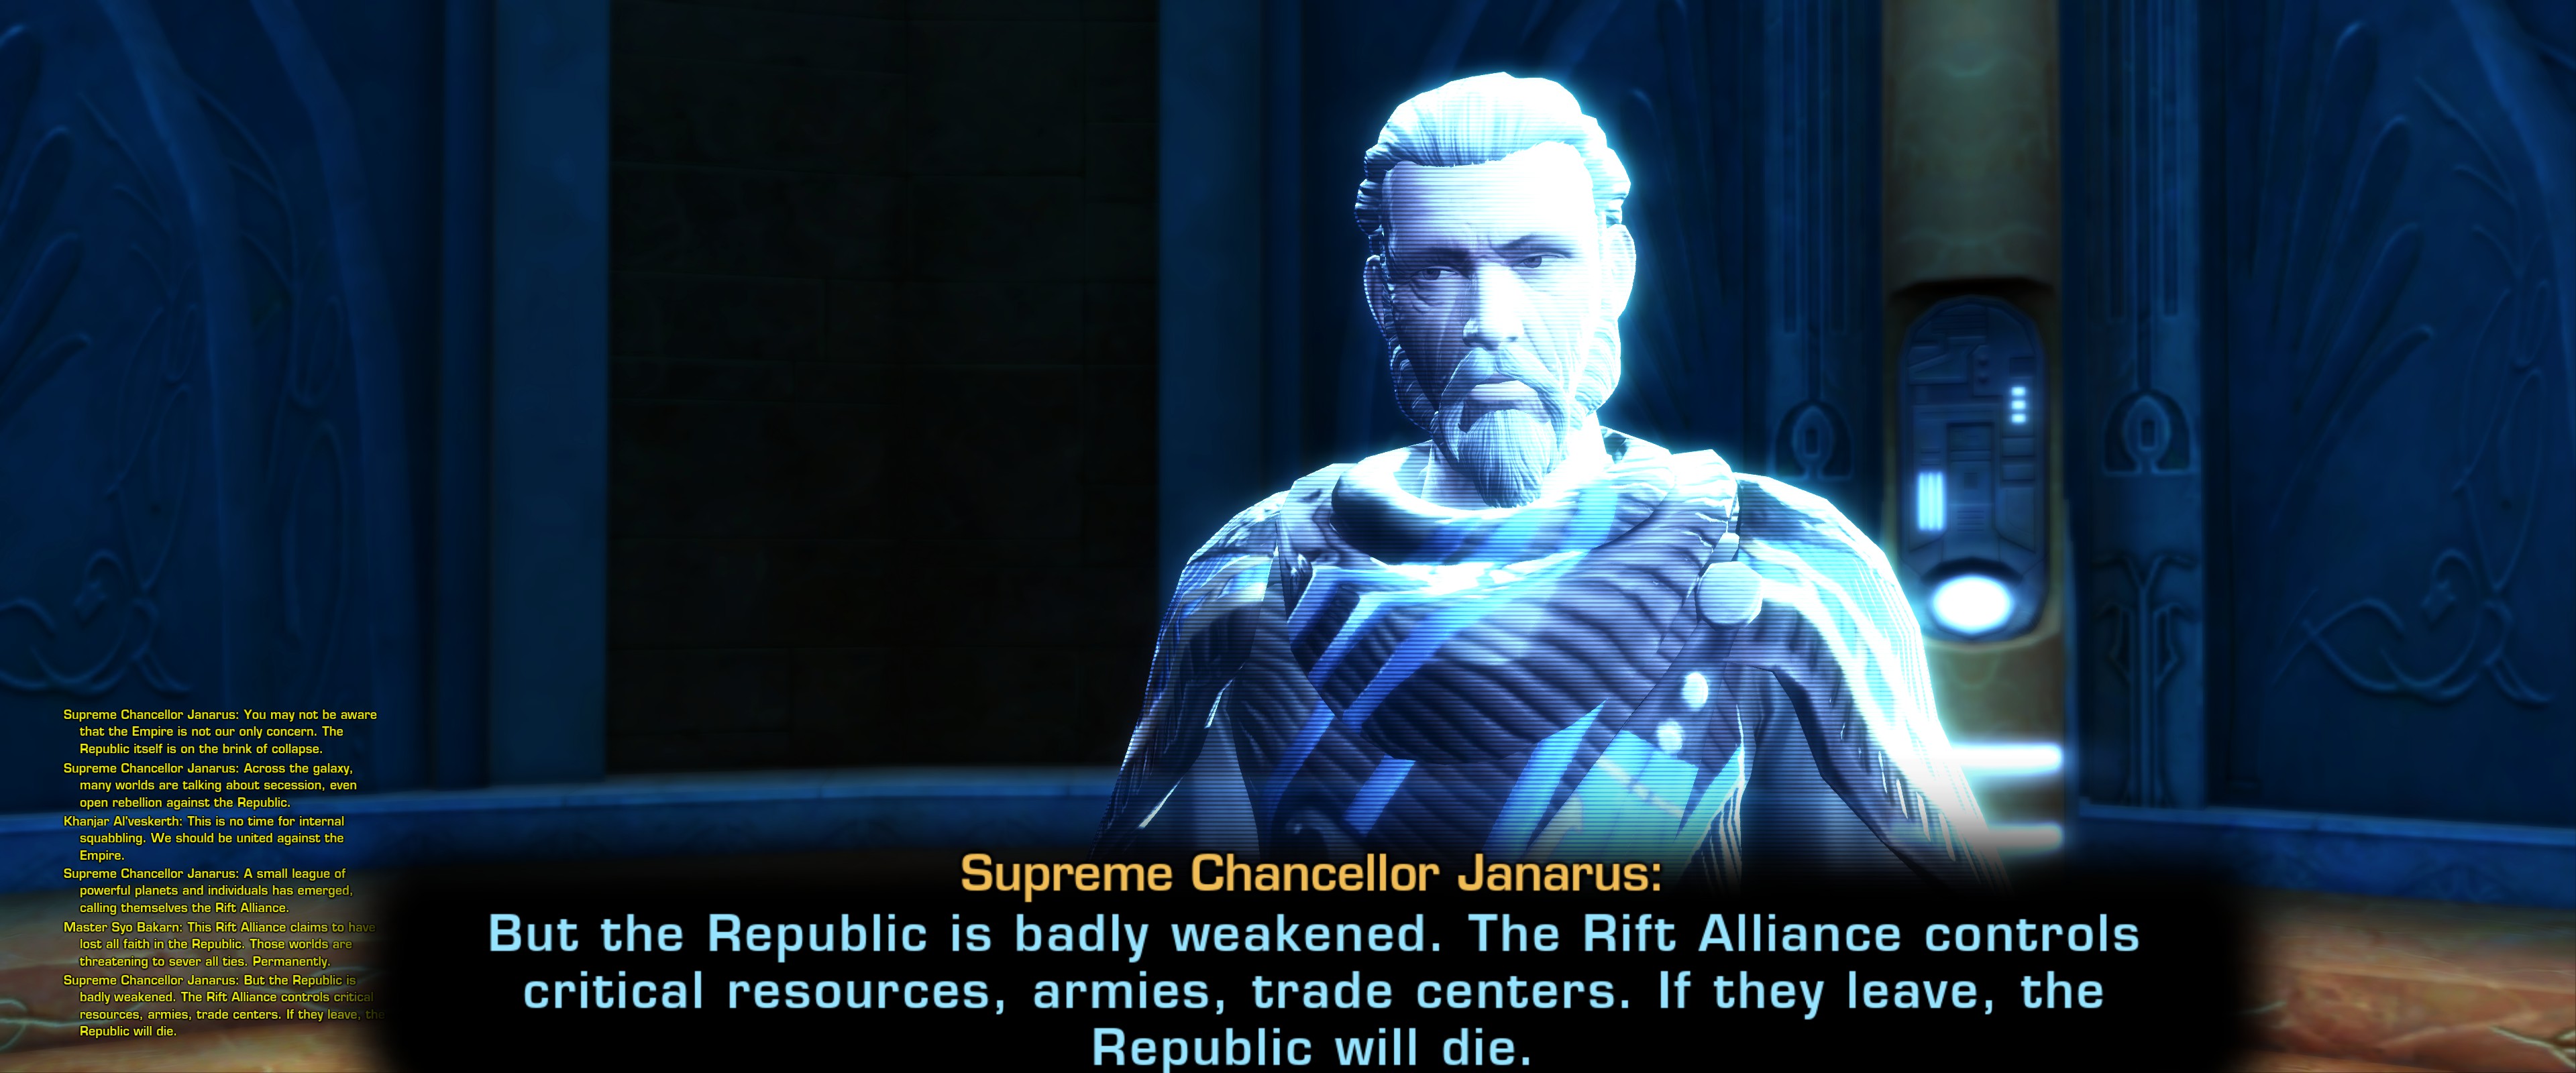 Supreme Chancellor Janarus: You may not be aware
that the Empire is not our only concern. The
Republic itself is on the brink of collapse.
Supreme Chancellor Janarus: Across the galaxy,
many worlds are talking about secession, even
open rebellion against the Republic.
Khanjar Al'veskerth: This is no time for internal
squabbling. We should be united against the
Empire.
Supreme Chancellor Janarus: A small league of
powerful planets and individuals has emerged,
calling themselves the Rift Alliance.
Master Syo Bakarn: This Rift Alliance claims to have
lost all faith in the Republic. Those worlds are
threatening to sever all ties. Permanently.
Supreme Chancellor Janarus: But the Republic is
badly weakened. The Rift Alliance controls critical
resources, armies, trade centers. If they leave, the
Republic will die.
Supreme Chancellor Janarus:
But the Republic is badly weakened. The Rift Alliance controls
critical resources, armies, trade centers. If they leave, the
Republic will die.